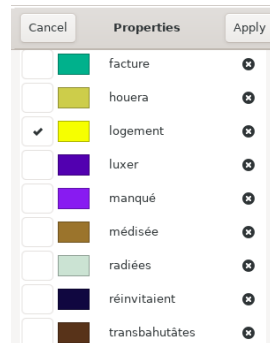 Cancel Properties Apply
facture
houera
logement
luxer
manqué
médisée
radiées
réinvitaient
transbahutâtes